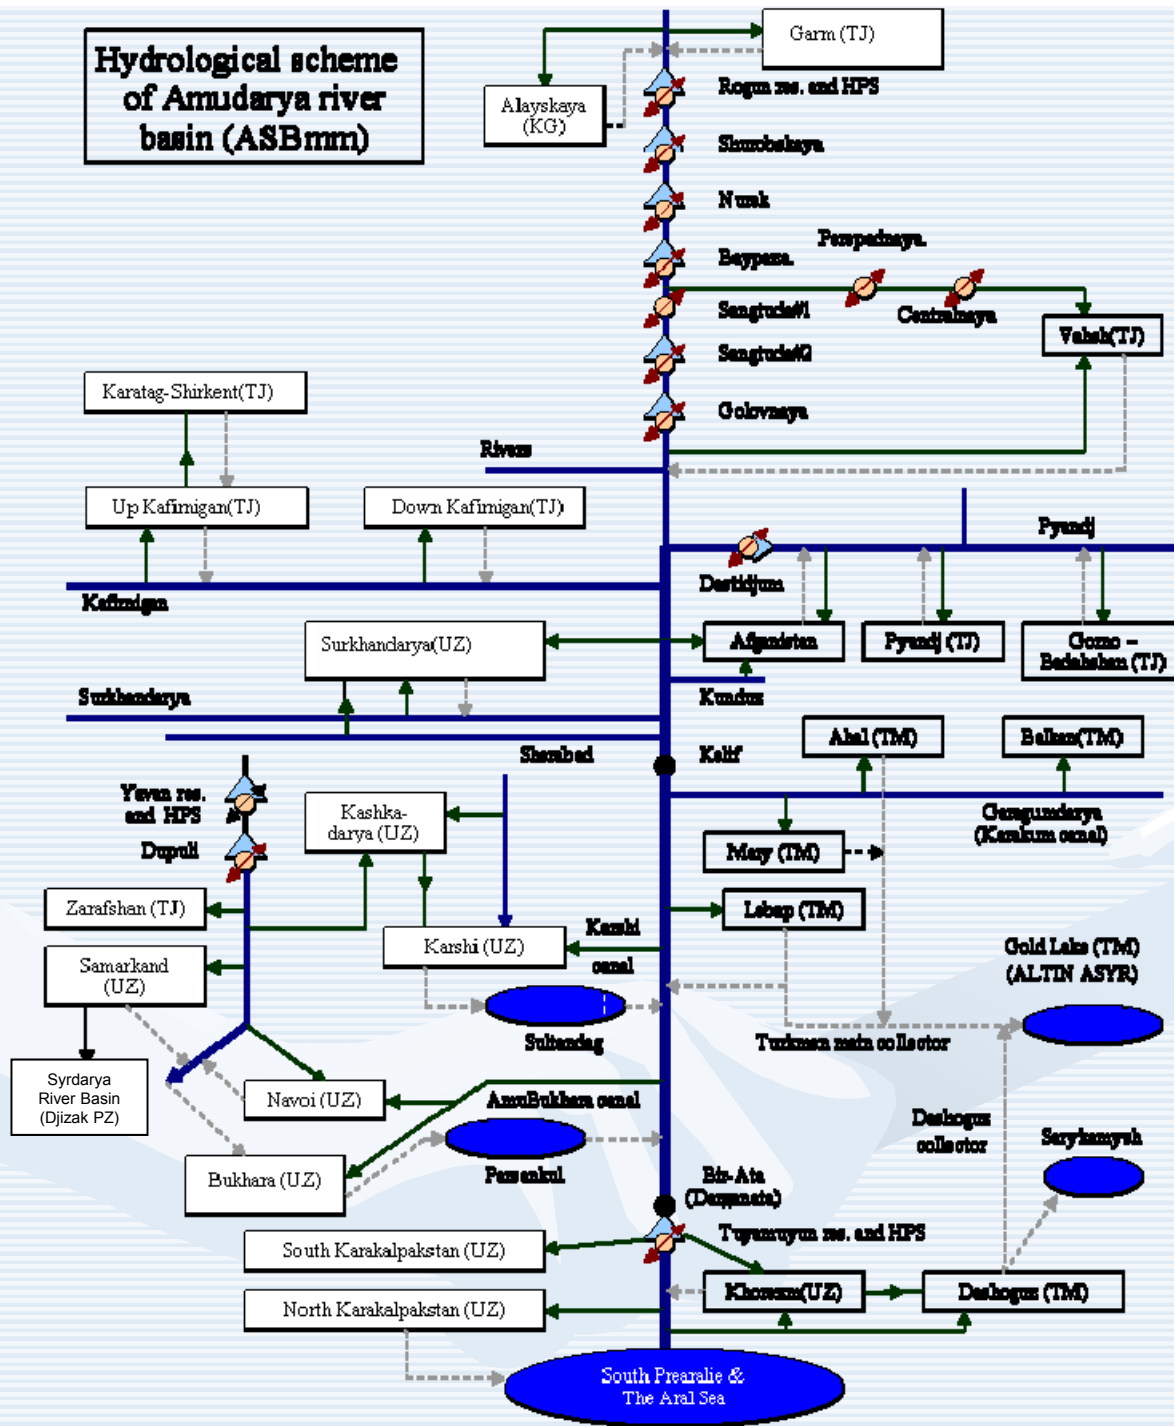 Hydrological scheme
of Amudarya river
basin (ASBmm)
Garm (TJ)
Alayskaya
(KG)
Rogun res. and HPS
Shurobskaya
Nurek
Baypaza
Perepadnaya
Centralnaya
Sangtuda#1
Vahsh(TJ)
Sangtuda#2
Golovnaya
Karatag-Shirkent(TJ)
Rivers
Up Kafirnigan(TJ)
Down Kafirnigan(TJ)
Pyandj
Dastidjum
Kafirnigan
Surkhandarya(UZ)
Afganistan
Pyandj (TJ)
Gorno –
Badahshan (TJ)
Surkhandarya
Kunduz
Sherabad
Kelif
Ahal (TM)
Balkan(TM)
Yavan res.
and HPS
Kashka-
darya (UZ)
Garagumdarya
(Karakum canal)
Dupuli
Mary (TM)
Zarafshan (TJ)
Lebap (TM)
Karshi (UZ)
Karshi
canal
Samarkand
(UZ)
Gold Lake (TM)
(ALTIN ASYR)
Sultandag
Turkmen main collector
Syrdarya
River Basin
(Djizak PZ)
Navoi (UZ)
AmuBukhara canal
Dashoguz
collector
Sarykamysh
Parsankul
Bukhara (UZ)
Bir-Ata
(Darganata)
Tuyamuyun res. and HPS
South Karakalpakstan (UZ)
Khorezm(UZ)
Dashoguz (TM)
North Karakalpakstan (UZ)
South Prearalie &
The Aral Sea